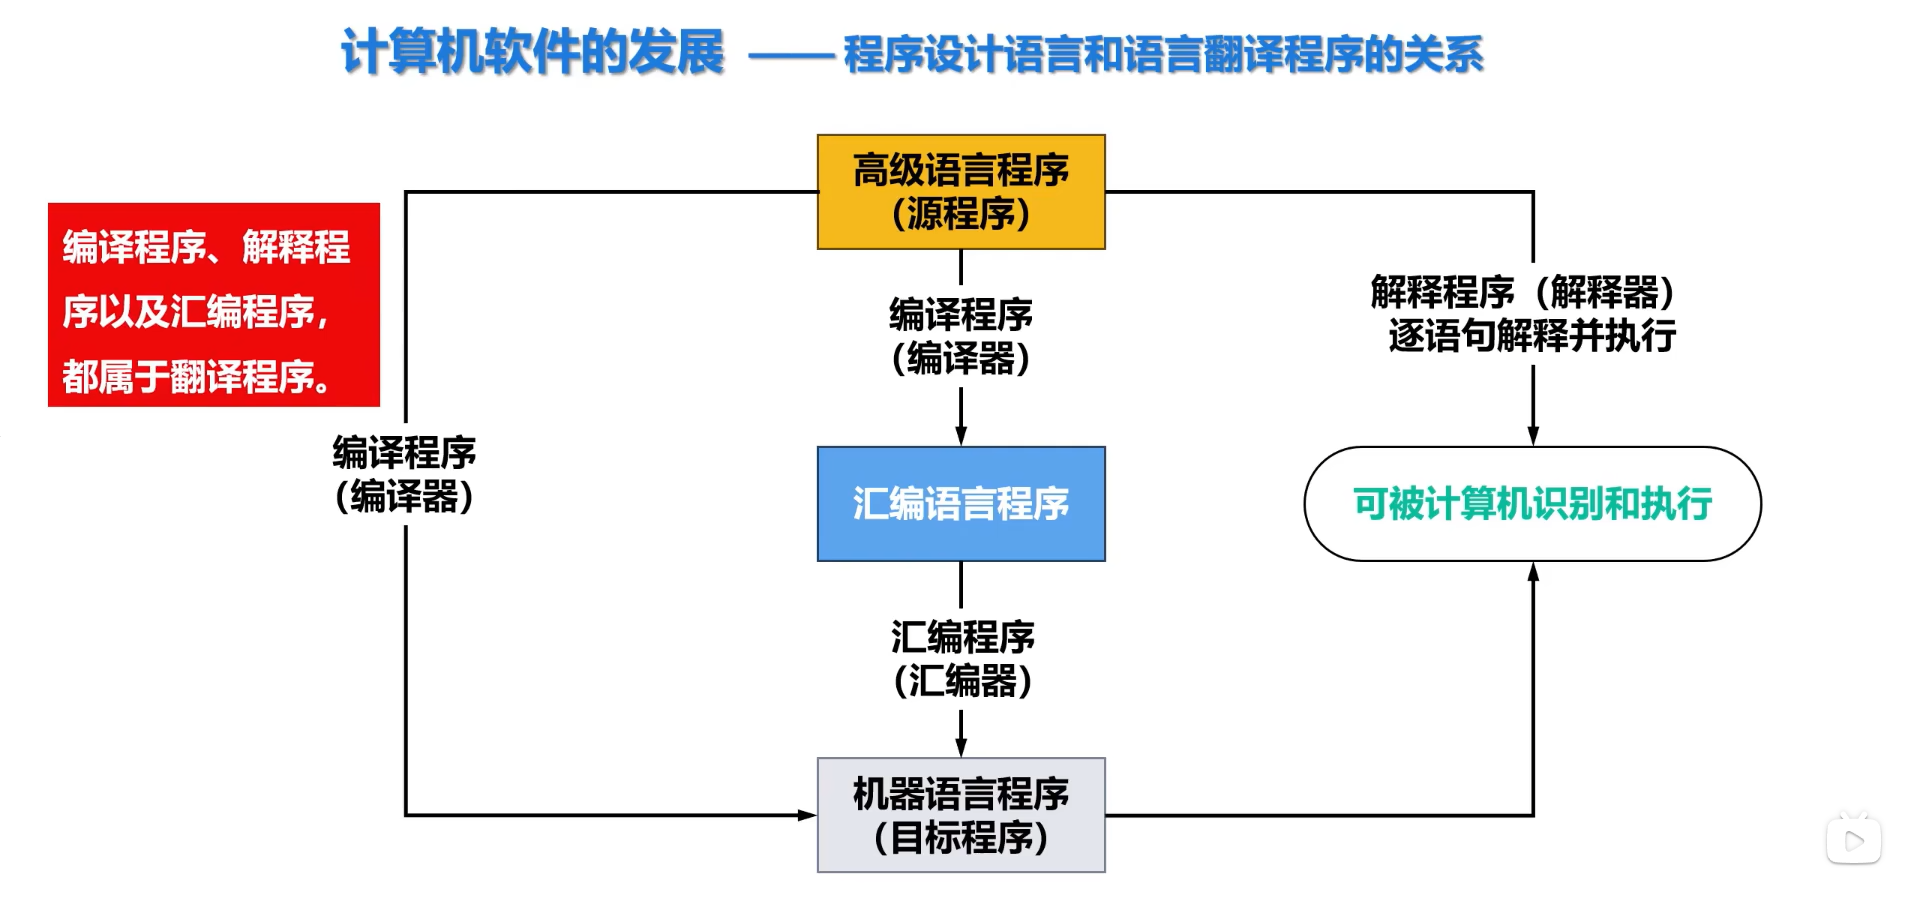 计算机软件的发展 —— 程序设计语言和语言翻译程序的关系
高级语言程序
（源程序）
编译程序、解释程
序以及汇编程序，
都属于翻译程序。
编译程序
（编译器）
解释程序（解释器）
逐语句解释并执行
编译程序
（编译器）
汇编语言程序
可被计算机识别和执行
汇编程序
（汇编器）
机器语言程序
（目标程序）